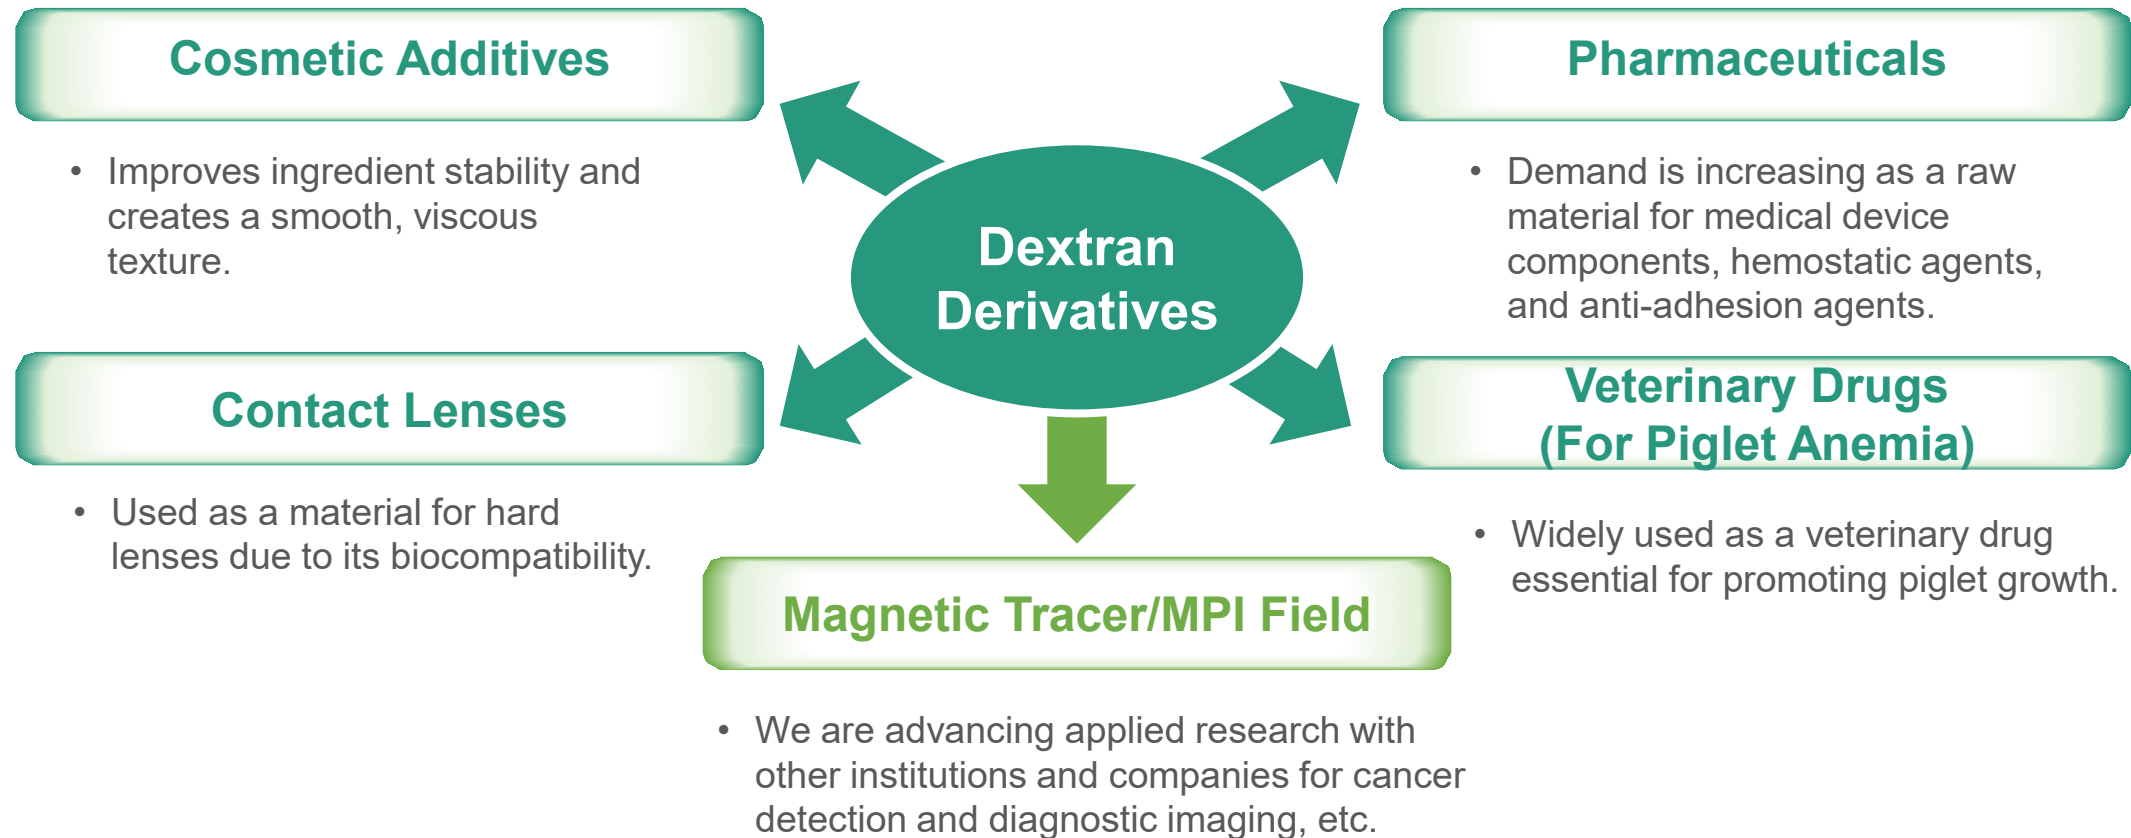 Cosmetic Additives
• Improves ingredient stability and
creates a smooth, viscous
texture.
Pharmaceuticals
• Demand is increasing as a raw
material for medical device
components, hemostatic agents,
and anti-adhesion agents.
Dextran
Derivatives
Contact Lenses
• Used as a material for hard
lenses due to its biocompatibility.
Veterinary Drugs
(For Piglet Anemia)
• Widely used as a veterinary drug
essential for promoting piglet growth.
Magnetic Tracer/MPI Field
• We are advancing applied research with
other institutions and companies for cancer
detection and diagnostic imaging, etc.